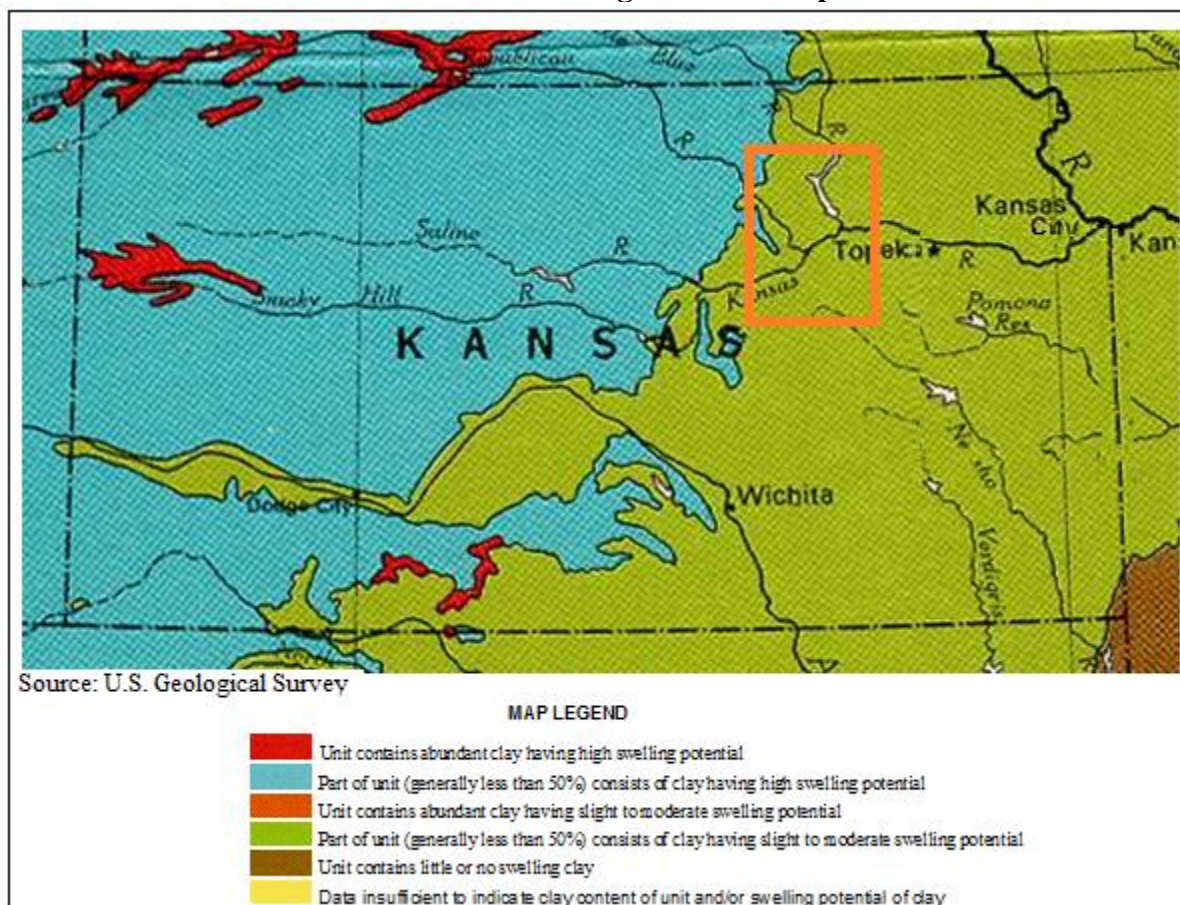 Republican
Blue
R
R
R
R
Kansas
City
Kan
Saline
R
Topeka
R
Smoky Hill R
Kansas
Pomona
Res
KANSAS
Neosho
Dodge City
Wichita
Verdigris
North
Source: U.S. Geological Survey
MAP LEGEND
Unit contains abundant clay having high swelling potential
Part of unit (generally less than 50%) consists of clay having high swelling potential
Unit contains abundant clay having slight to moderate swelling potential
Part of unit (generally less than 50%) consists of clay having slight to moderate swelling potential
Unit contains little or no swelling clay
Data insufficient to indicate clay content of unit and/or swelling potential of clay